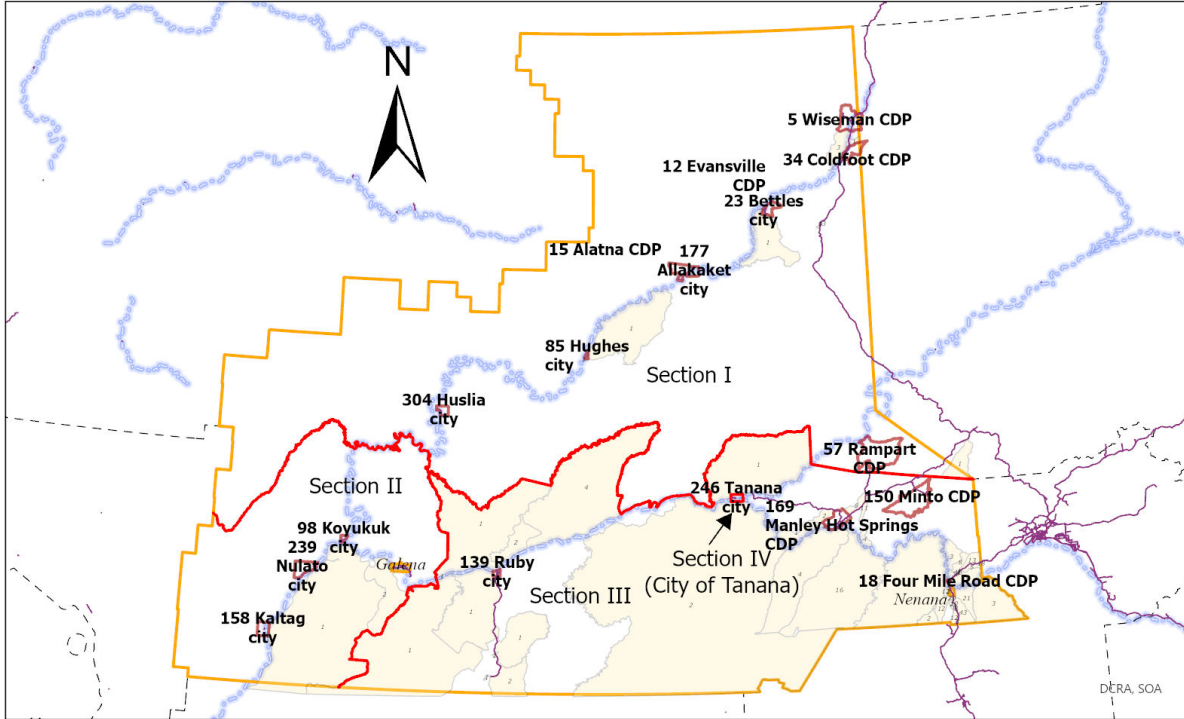 N
5 Wiseman CDP
34 Coldfoot CDP
12 Evansville
CDP
23 Bettles
city
15 Alatna CDP
177
Allakaket
city
85 Hughes
city
Section I
304 Huslia
city
57 Rampart
CDP
Section II
246 Tanana
city
150 Minto CDP
169
Manley Hot Springs
CDP
98 Koyukuk
city
239
Nulato
city
Galena
139 Ruby
city
Section IV
(City of Tanana)
Section III
18 Four Mile Road CDP
Nenana
158 Kaltag
city
DCRA, SOA